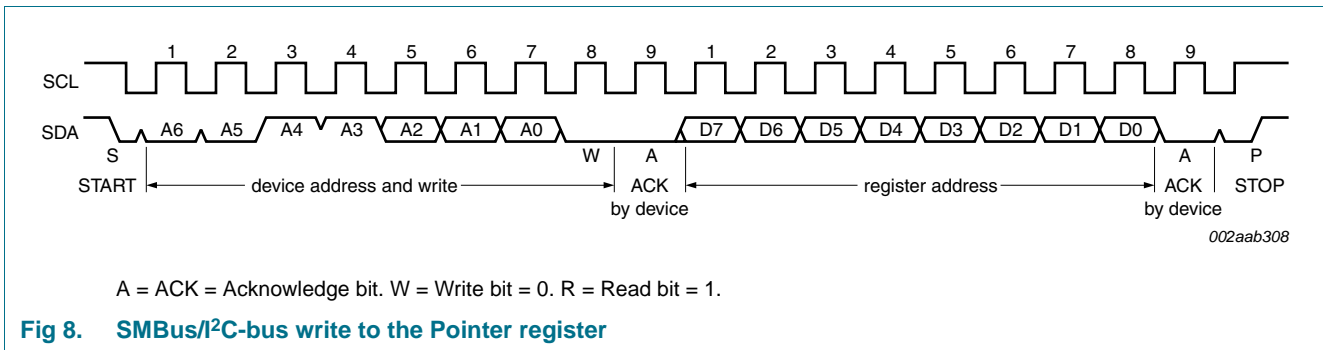 1 2 3 4 5 6 7 8 9 1 2 3 4 5 6 7 8 9
SCL
SDA A6 A5 A4 A3 A2 A1 A0 D7 D6 D5 D4 D3 D2 D1 D0
S W A A P
START device address and write ACK register address ACK STOP
by device by device
002aab308
A = ACK = Acknowledge bit. W = Write bit = 0. R = Read bit = 1.
Fig 8. SMBus/I²C-bus write to the Pointer register